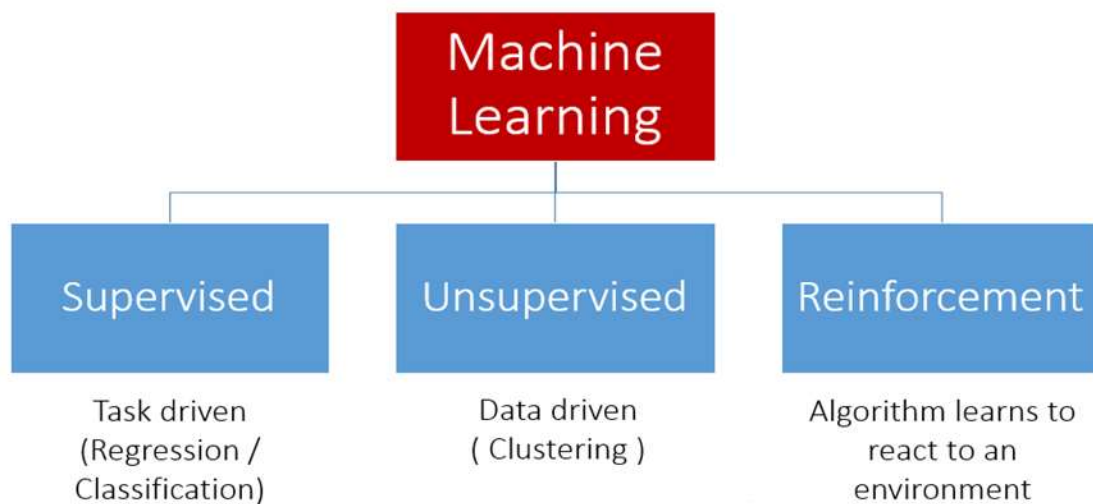 Machine
Learning
Supervised
Unsupervised
Reinforcement
Task driven
(Regression /
Classification)
Data driven
( Clustering )
Algorithm learns to
react to an
environment